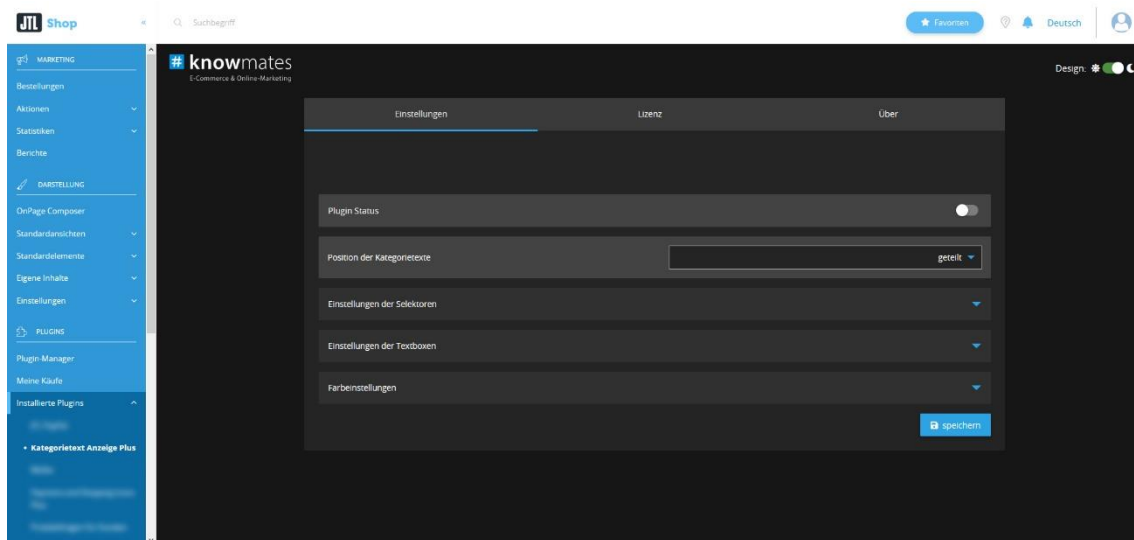 JTL Shop
Suchbegriff
Favoriten
Deutsch
MARKETING
Bestellungen
Aktionen
Statistiken
Berichte
DARSTELLUNG
OnPage Composer
Standardansichten
Standardelemente
Eigene Inhalte
Einstellungen
PLUGINS
Plugin-Manager
Meine Käufe
Installierte Plugins
Kategorietext Anzeige Plus
# knowmates
E-Commerce & Online-Marketing
Design:
Einstellungen Lizenz Über
Plugin Status
Position der Kategorietexte geteilt
Einstellungen der Selektoren
Einstellungen der Textboxen
Farbeinstellungen
speichern